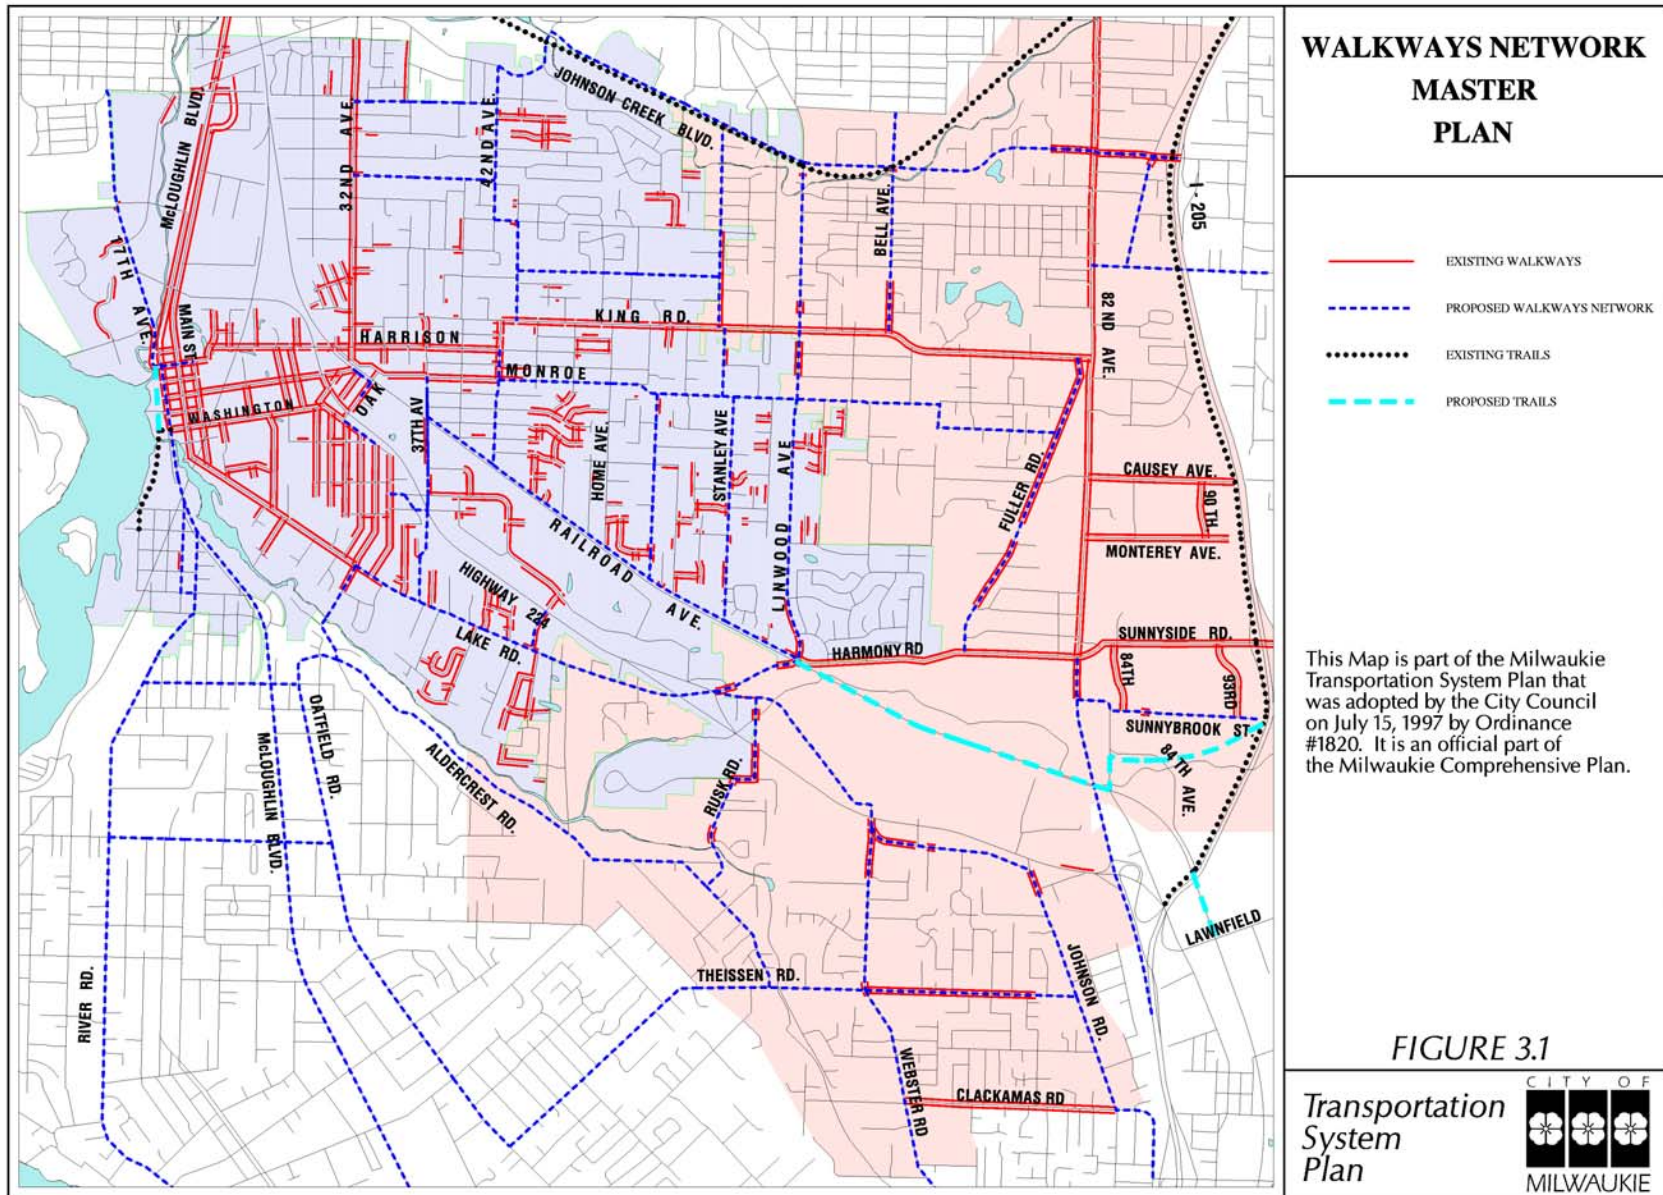 WALKWAYS NETWORK
MASTER
PLAN
EXISTING WALKWAYS
PROPOSED WALKWAYS NETWORK
EXISTING TRAILS
PROPOSED TRAILS
This Map is part of the Milwaukie
Transportation System Plan that
was adopted by the City Council
on July 15, 1997 by Ordinance
#1820. It is an official part of
the Milwaukie Comprehensive Plan.
FIGURE 3.1
Transportation
System
Plan
CITY OF
MILWAUKIE
JOHNSON CREEK BLVD.
McLOUGHLIN BLVD.
32ND AVE
42ND AVE.
17TH AVE.
MAIN ST
BELL AVE.
I-205
82ND AVE.
KING RD.
HARRISON
MONROE
OAK
WASHINGTON
37TH AV
HOME AVE.
STANLEY AVE
LINWOOD AVE
FULLER RD.
CAUSEY AVE.
90 TH.
MONTEREY AVE.
RAILROAD AVE.
HIGHWAY 224
LAKE RD.
HARMONY RD
SUNNYSIDE RD.
84TH
93RD
SUNNYBROOK ST.
84TH AVE.
OATFIELD RD.
McLOUGHLIN BLVD.
ALDERCREST RD.
RUSK RD.
LAWNFIELD
RIVER RD.
THEISSEN RD.
JOHNSON RD.
WEBSTER RD
CLACKAMAS RD